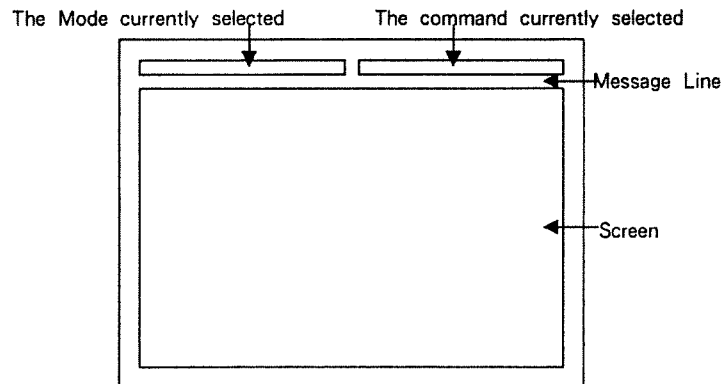 The Mode currently selected
The command currently selected
Message Line
Screen